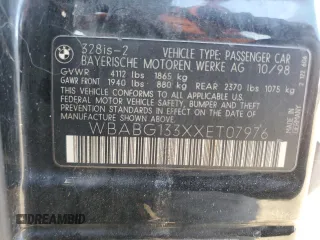 328is-2 VEHICLE TYPE: PASSENGER CAR
BAYERISCHE MOTOREN WERKE AG 10/98
GVWR 4112 lbs 1865 kg
GAWR FRONT 1940 lbs 880 kg REAR 2370 lbs 1075 kg
THIS VEHICLE CONFORMS TO ALL APPLICABLE FEDERAL MOTOR VEHICLE SAFETY, BUMPER, AND THEFT PREVENTION STANDARDS IN EFFECT ON THE DATE OF MANUFACTURE SHOWN ABOVE.
WBABG133XXET07976
DREAMBID